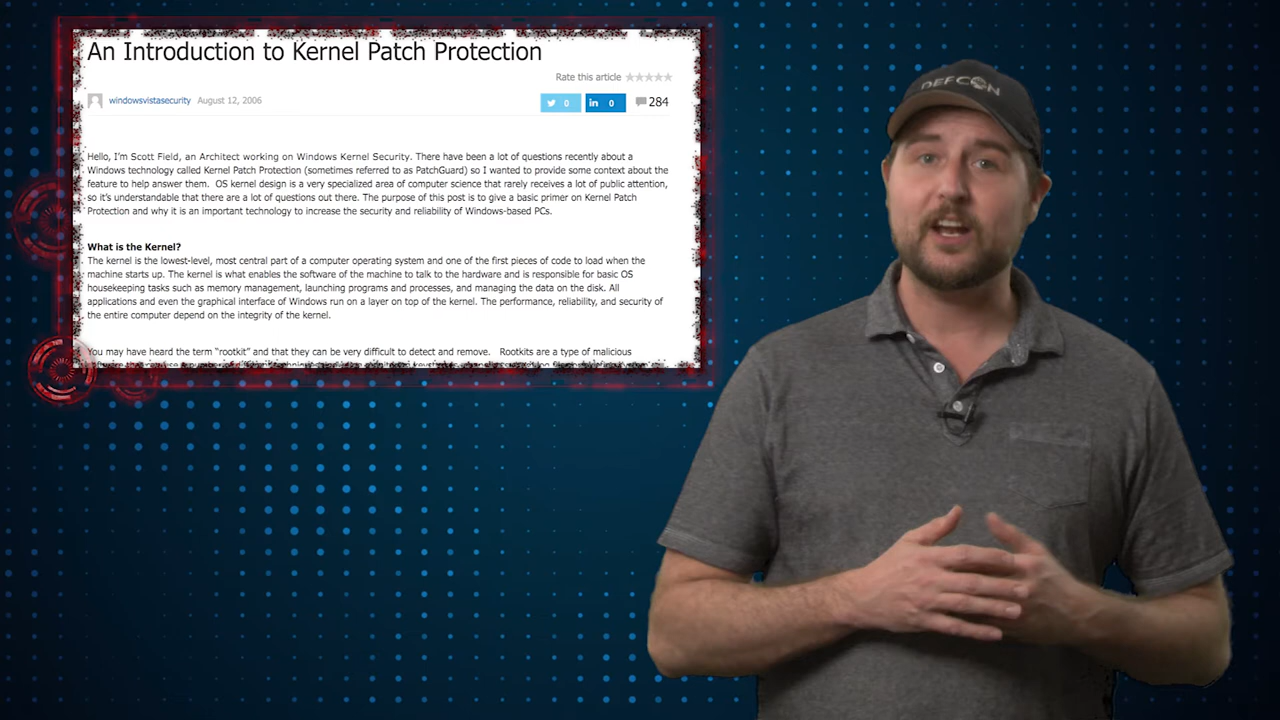 An Introduction to Kernel Patch Protection
Rate this article
windowsvistasecurity August 12, 2006
0
in 0
284
Hello, I'm Scott Field, an Architect working on Windows Kernel Security. There have been a lot of questions recently about a
Windows technology called Kernel Patch Protection (sometimes referred to as PatchGuard) so I wanted to provide some context about the
feature to help answer them. OS kernel design is a very specialized area of computer science that rarely receives a lot of public attention,
so it's understandable that there are a lot of questions out there. The purpose of this post is to give a basic primer on Kernel Patch
Protection and why it is an important technology to increase the security and reliability of Windows-based PCs.
What is the Kernel?
The kernel is the lowest-level, most central part of a computer operating system and one of the first pieces of code to load when the
machine starts up. The kernel is what enables the software of the machine to talk to the hardware and is responsible for basic OS
housekeeping tasks such as memory management, launching programs and processes, and managing the data on the disk. All
applications and even the graphical interface of Windows run on a layer on top of the kernel. The performance, reliability, and security of
the entire computer depend on the integrity of the kernel.
You may have heard the term "rootkit" and that they can be very difficult to detect and remove. Rootkits are a type of malicious
DEFCON